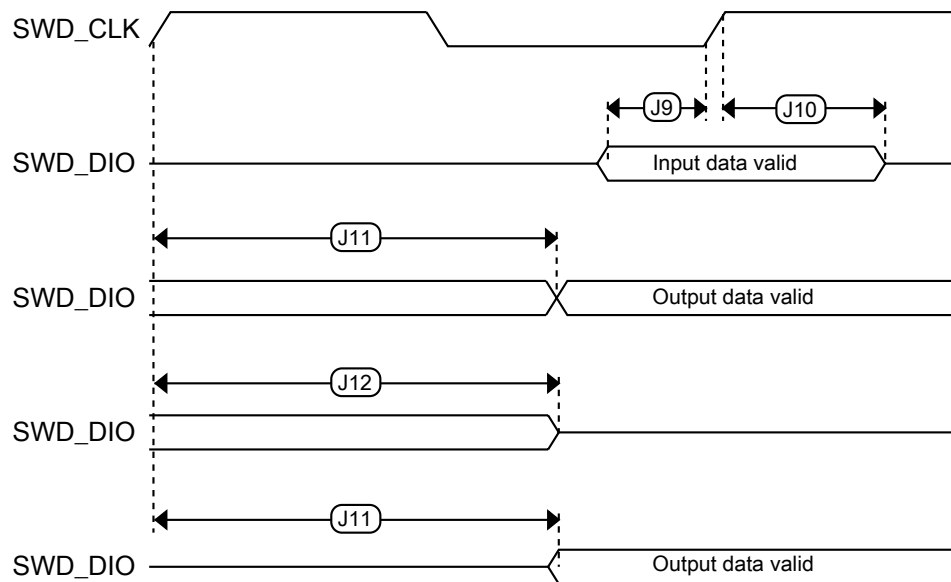 SWD_CLK
J9
J10
SWD_DIO
Input data valid
J11
SWD_DIO
Output data valid
J12
SWD_DIO
J11
SWD_DIO
Output data valid